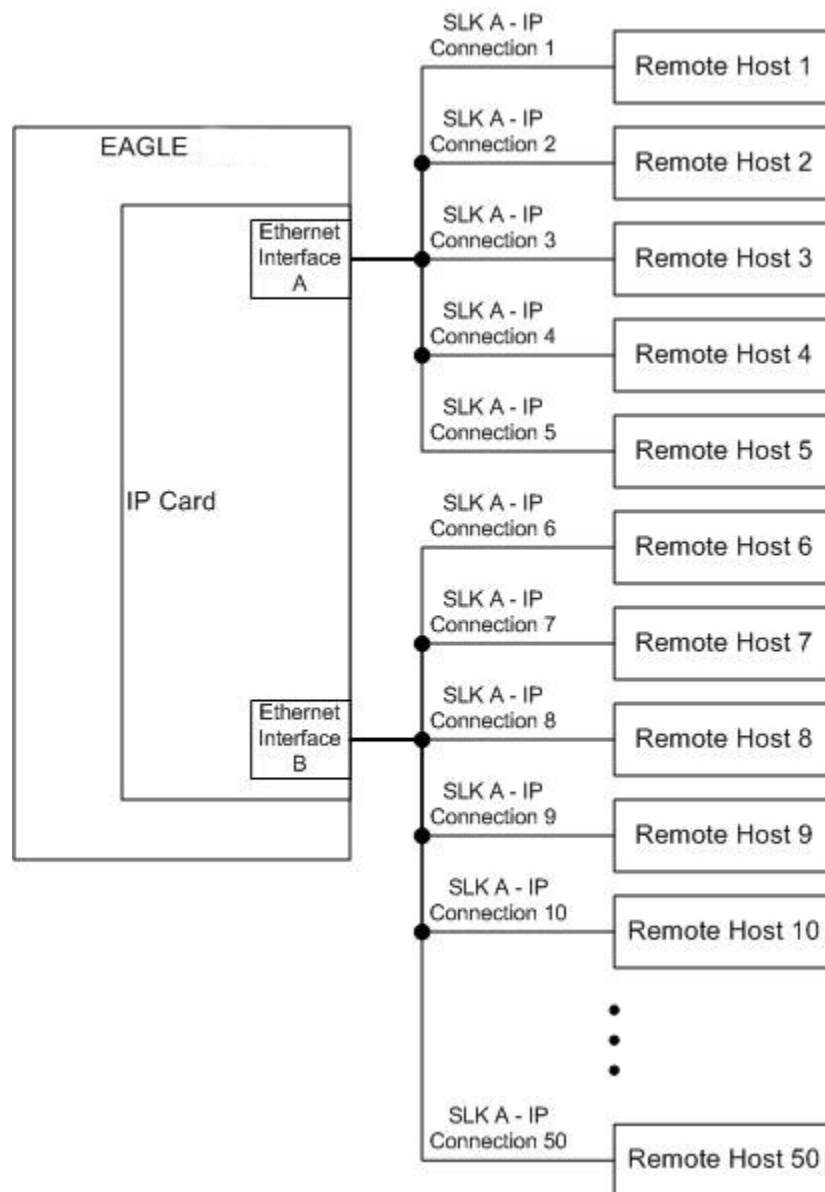 SLK A - IP
Connection 1
Remote Host 1
EAGLE
SLK A - IP
Connection 2
Remote Host 2
Ethernet
Interface
A
SLK A - IP
Connection 3
Remote Host 3
SLK A - IP
Connection 4
Remote Host 4
SLK A - IP
Connection 5
Remote Host 5
IP Card
SLK A - IP
Connection 6
Remote Host 6
SLK A - IP
Connection 7
Remote Host 7
Ethernet
Interface
B
SLK A - IP
Connection 8
Remote Host 8
SLK A - IP
Connection 9
Remote Host 9
SLK A - IP
Connection 10
Remote Host 10
SLK A - IP
Connection 50
Remote Host 50